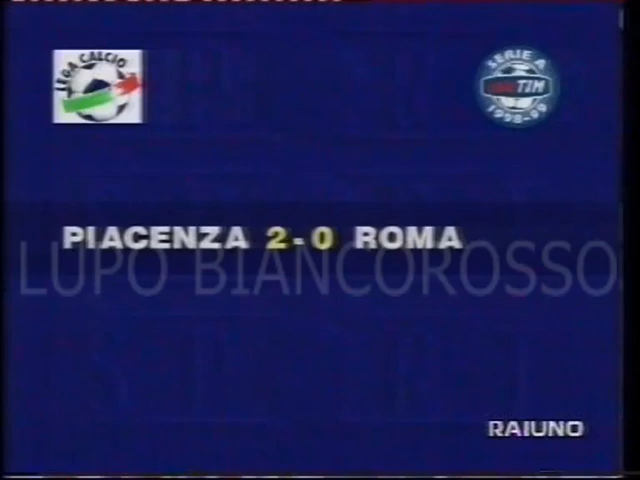 LEGA CALCIO
SERIE A
TIM
1998-99
PIACENZA 2-0 ROMA
LUPO BIANCOROSSO
RAIUNO